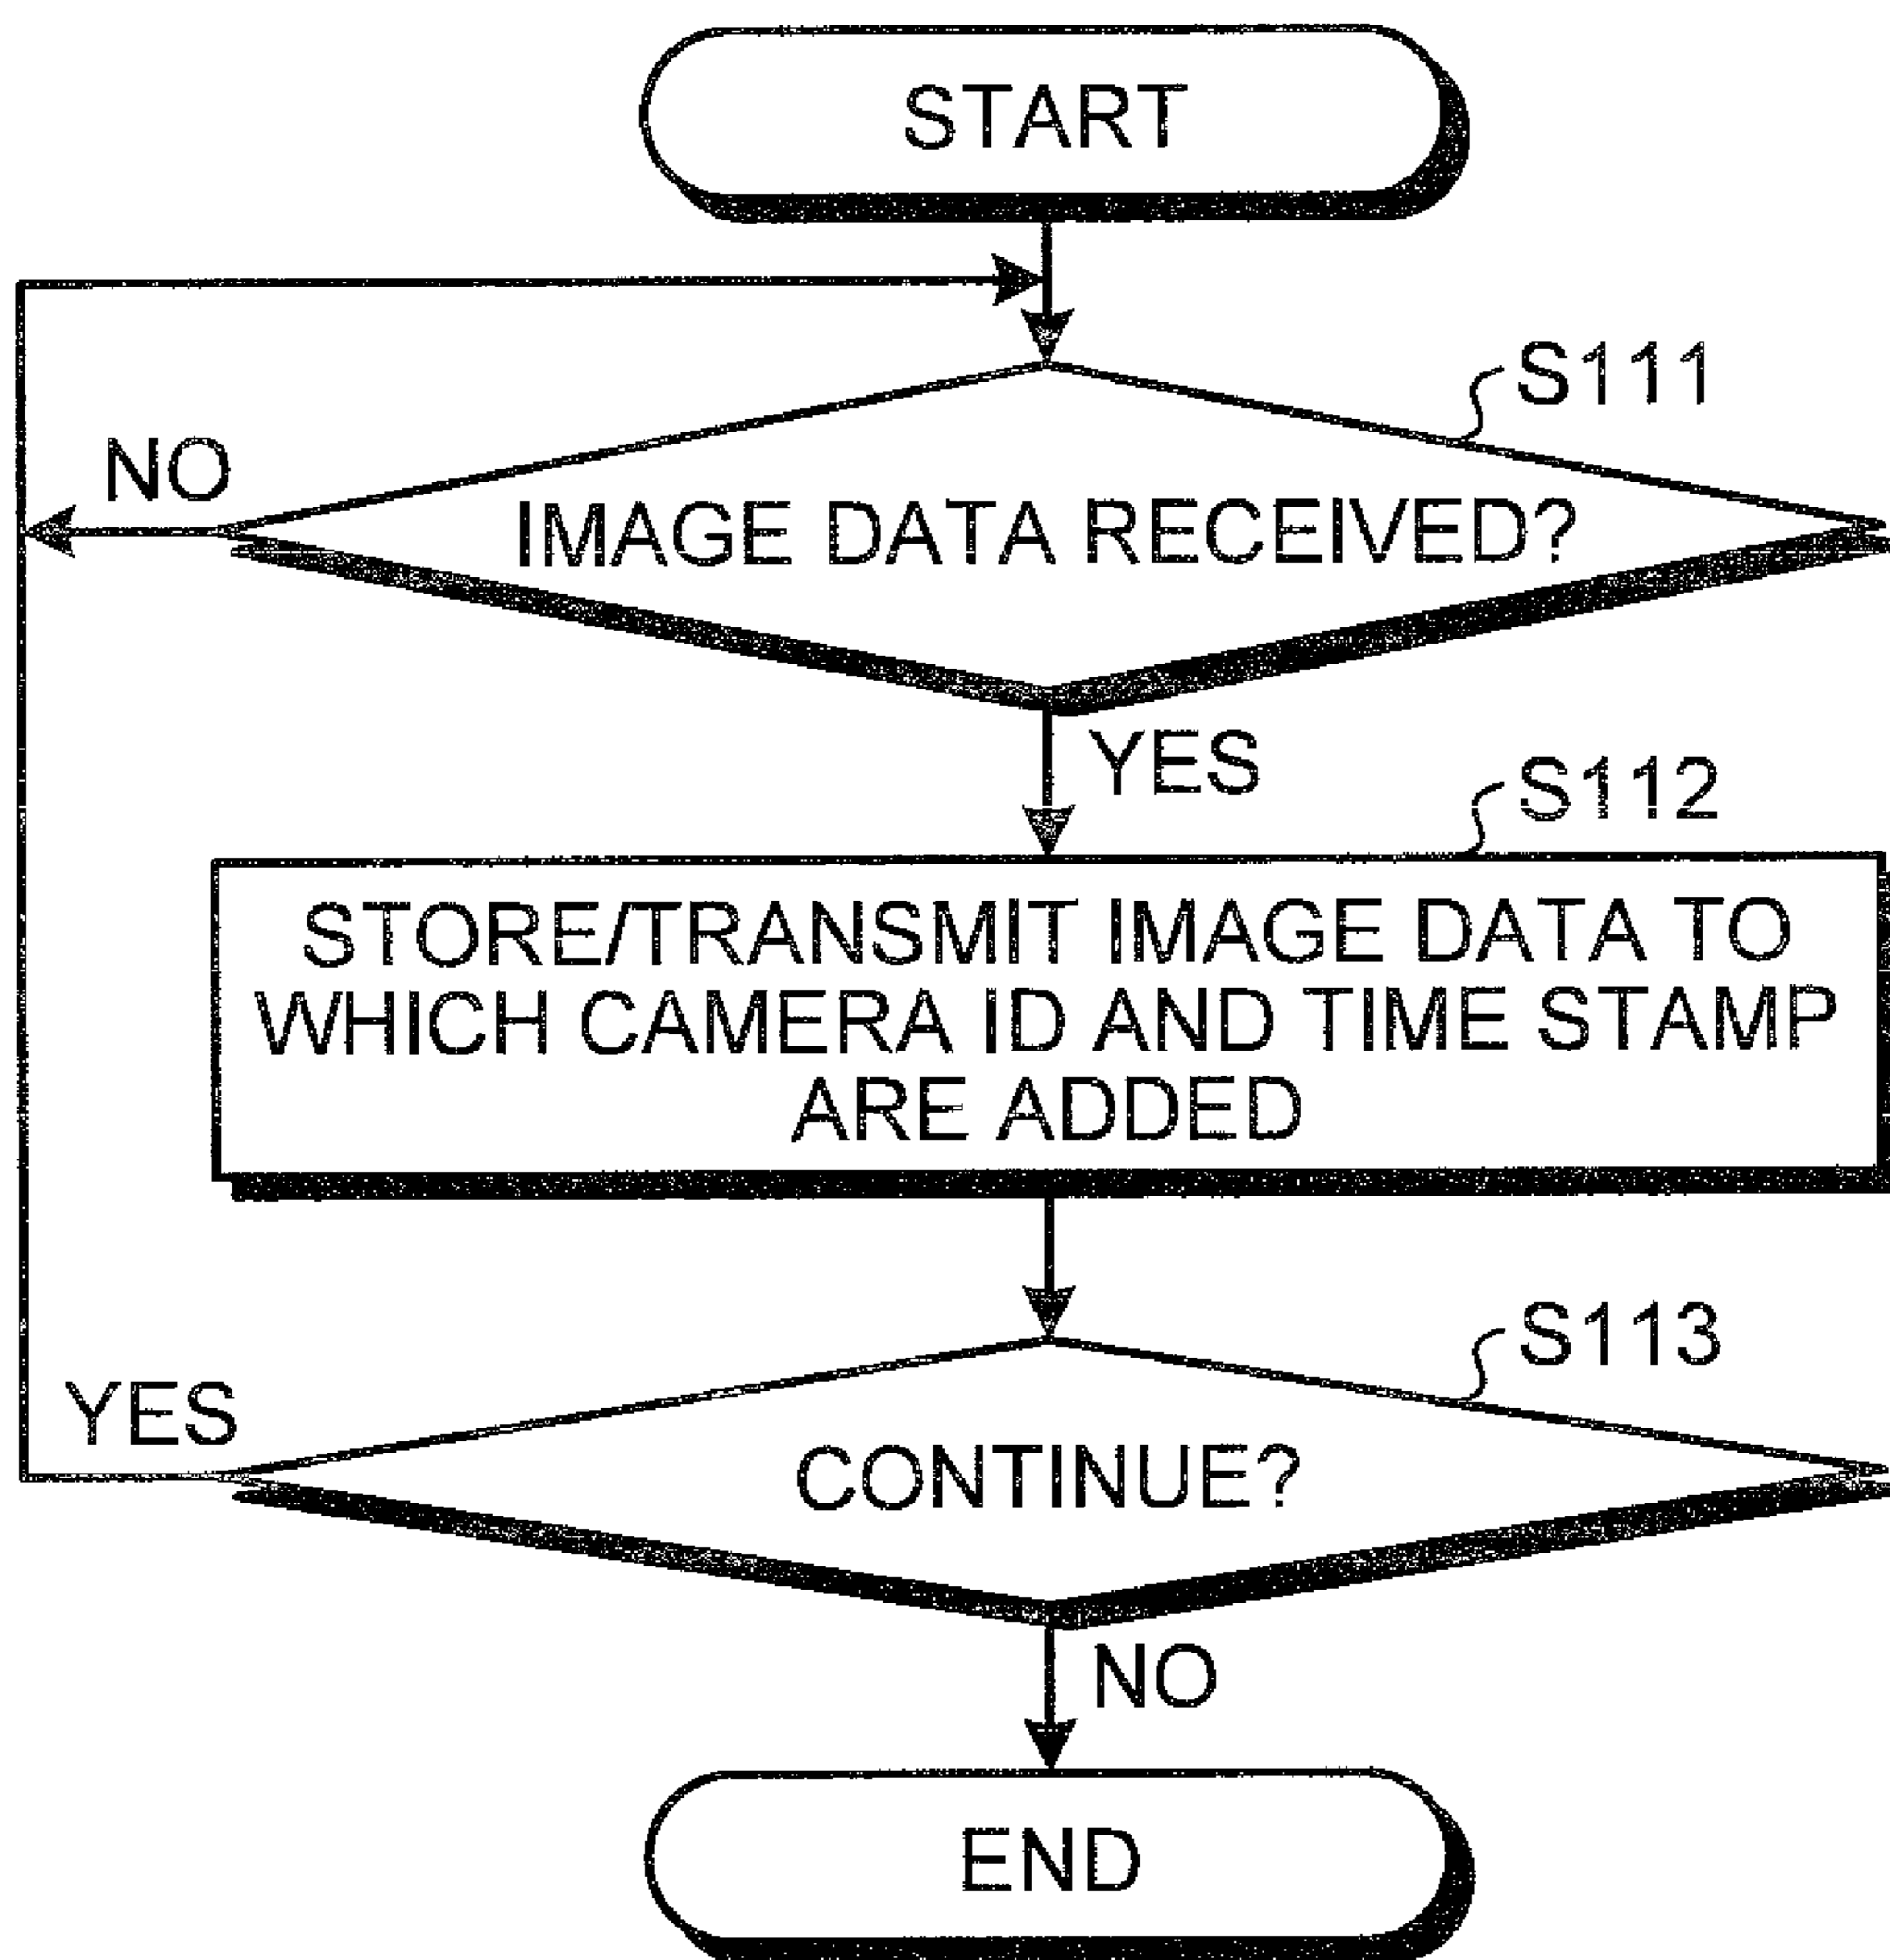 START
S111
NO
IMAGE DATA RECEIVED?
YES
S112
STORE/TRANSMIT IMAGE DATA TO
WHICH CAMERA ID AND TIME STAMP
ARE ADDED
S113
YES
CONTINUE?
NO
END